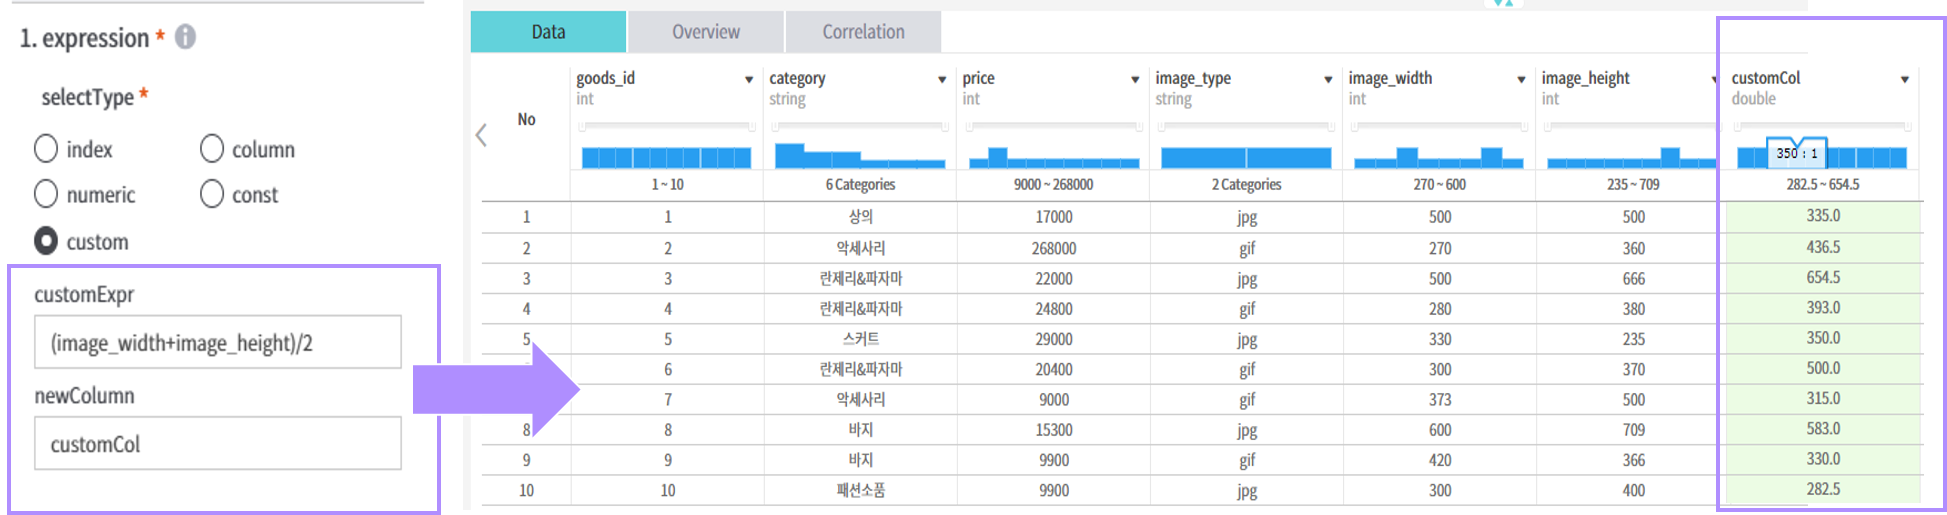 1. expression *
selectType *
index
column
numeric
const
custom
customExpr
(image_width+image_height)/2
newColumn
customCol
Data Overview Correlation
No goods_id category price image_type image_width image_height customCol
int string int string int int double
350 : 1
1 ~ 10 6 Categories 9000 ~ 268000 2 Categories 270 ~ 600 235 ~ 709 282.5 ~ 654.5
1 1 상의 17000 jpg 500 500 335.0
2 2 악세사리 268000 gif 270 360 436.5
3 3 란제리&파자마 22000 jpg 500 666 654.5
4 4 란제리&파자마 24800 gif 280 380 393.0
5 5 스커트 29000 jpg 330 235 350.0
6 란제리&파자마 20400 gif 300 370 500.0
7 악세사리 9000 gif 373 500 315.0
8 8 바지 15300 jpg 600 709 583.0
9 9 바지 9900 gif 420 366 330.0
10 10 패션소품 9900 jpg 300 400 282.5